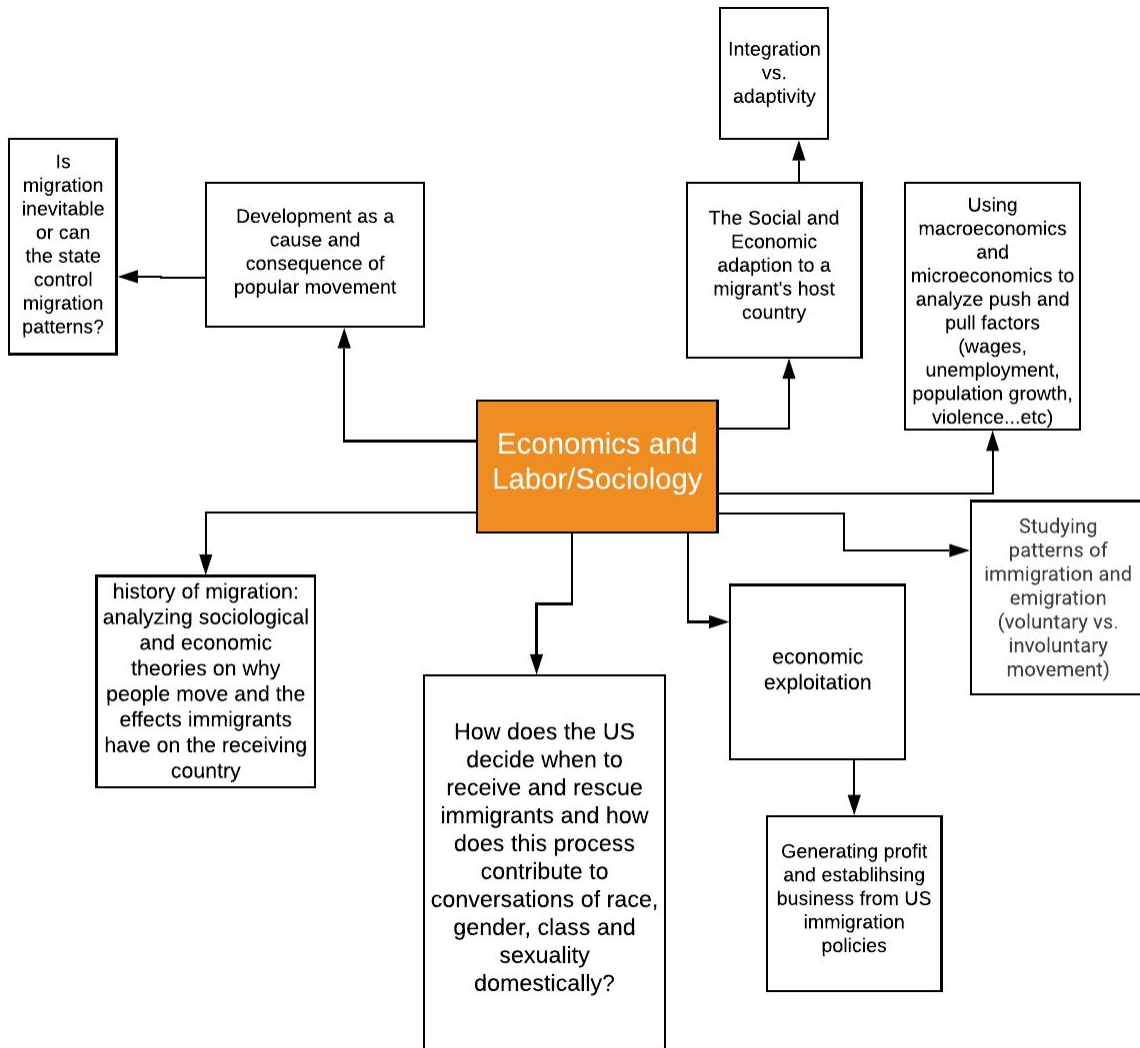 Integration
vs.
adaptivity
Is
migration
inevitable
or can
the state
control
migration
patterns?
Development as a
cause and
consequence of
popular movement
The Social and
Economic
adaption to a
migrant's host
country
Using
macroeconomics
and
microeconomics to
analyze push and
pull factors
(wages,
unemployment,
population growth,
violence...etc)
Economics and
Labor/Sociology
Studying
patterns of
immigration and
emigration
(voluntary vs.
involuntary
movement)
history of migration:
analyzing sociological
and economic
theories on why
people move and the
effects immigrants
have on the receiving
country
How does the US
decide when to
receive and rescue
immigrants and how
does this process
contribute to
conversations of race,
gender, class and
sexuality
domestically?
economic
exploitation
Generating profit
and establihsing
business from US
immigration
policies